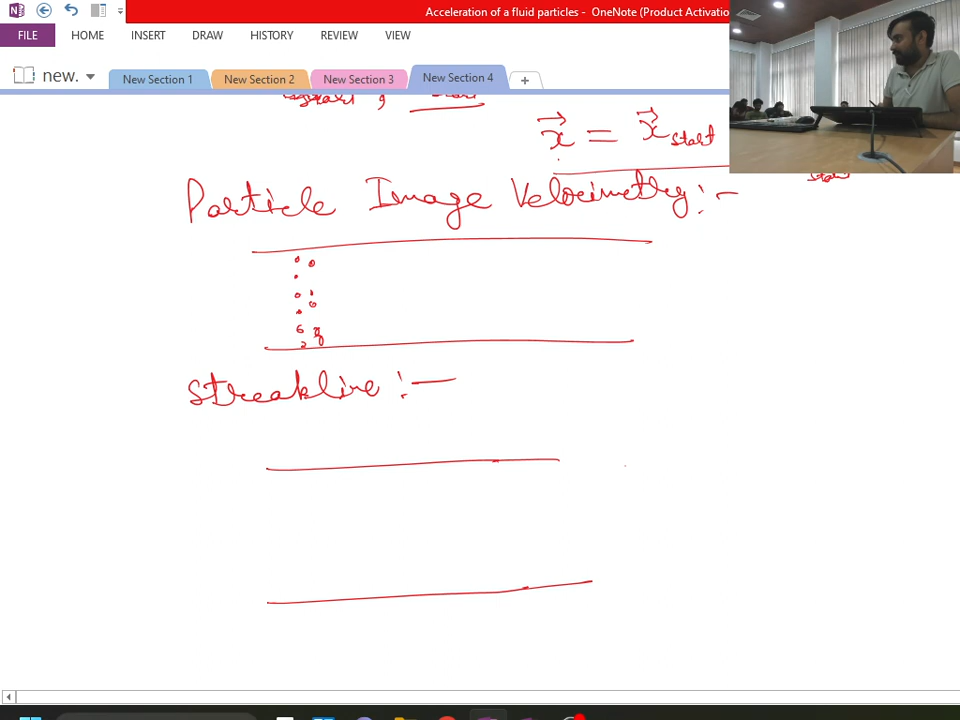 Acceleration of a fluid particles - OneNote (Product Activatio
FILE HOME INSERT DRAW HISTORY REVIEW VIEW
new. New Section 1 New Section 2 New Section 3 New Section 4
x⃗ = x⃗start
Particle Image Velocimetry:-
Streakline :-